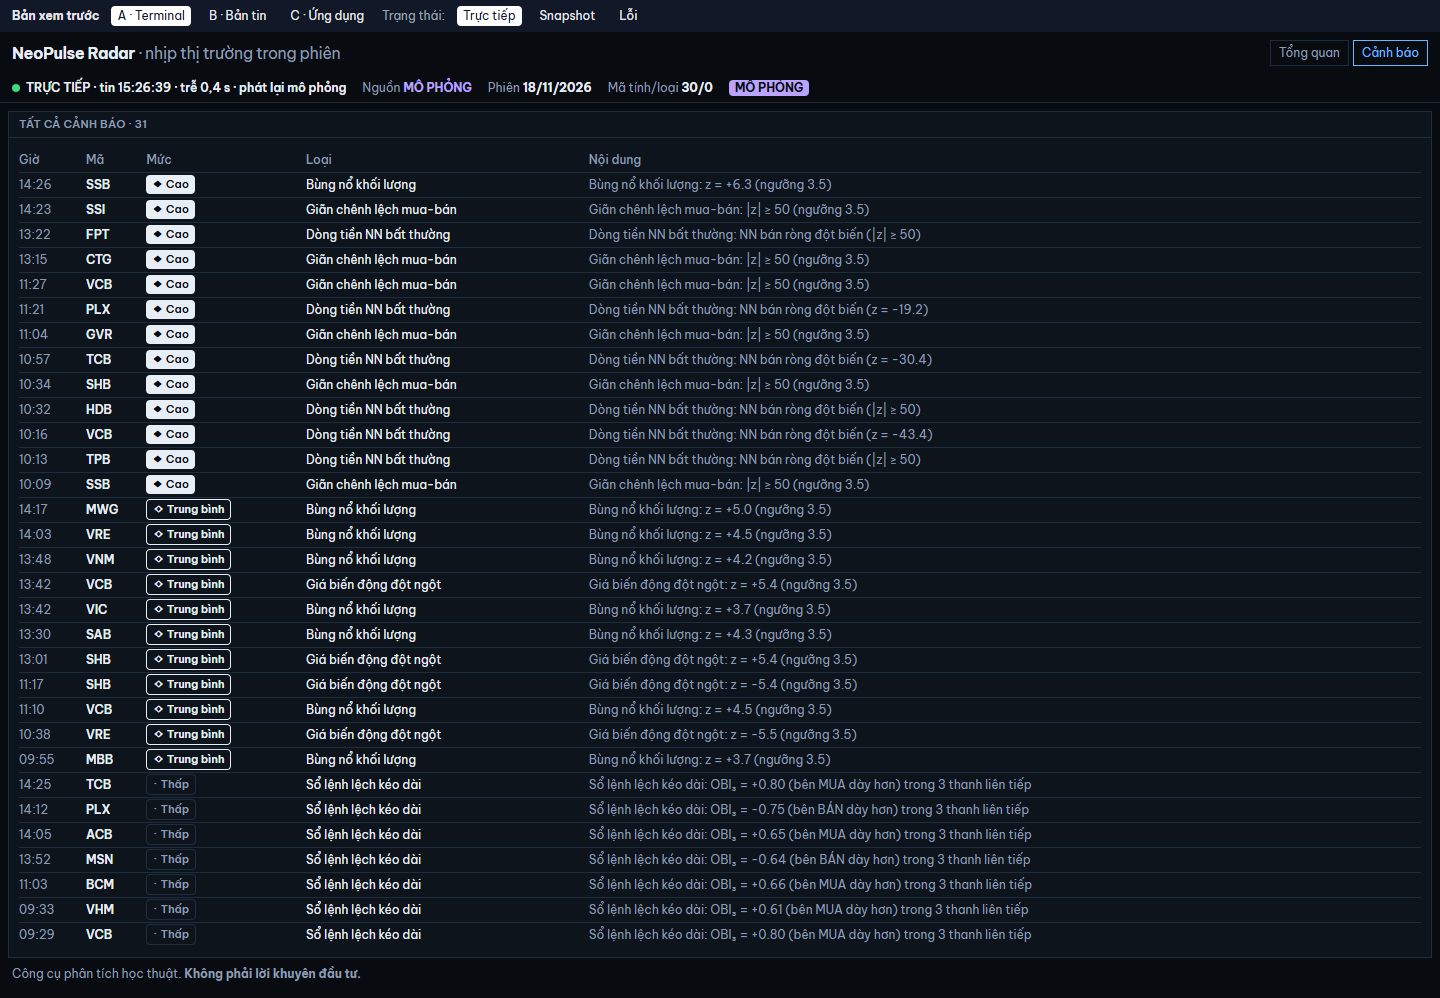 Bản xem trước A · Terminal B · Bản tin C · Ứng dụng Trạng thái: Trực tiếp Snapshot Lỗi
NeoPulse Radar · nhịp thị trường trong phiên Tổng quan Cảnh báo
TRỰC TIẾP · tin 15:26:39 · trễ 0,4 s · phát lại mô phỏng Nguồn MÔ PHỎNG Phiên 18/11/2026 Mã tính/loại 30/0 MÔ PHỎNG
TẤT CẢ CẢNH BÁO · 31
Giờ Mã Mức Loại Nội dung
14:26 SSB ◆ Cao Bùng nổ khối lượng Bùng nổ khối lượng: z = +6.3 (ngưỡng 3.5)
14:23 SSI ◆ Cao Giãn chênh lệch mua-bán Giãn chênh lệch mua-bán: |z| ≥ 50 (ngưỡng 3.5)
13:22 FPT ◆ Cao Dòng tiền NN bất thường Dòng tiền NN bất thường: NN bán ròng đột biến (|z| ≥ 50)
13:15 CTG ◆ Cao Giãn chênh lệch mua-bán Giãn chênh lệch mua-bán: |z| ≥ 50 (ngưỡng 3.5)
11:27 VCB ◆ Cao Giãn chênh lệch mua-bán Giãn chênh lệch mua-bán: |z| ≥ 50 (ngưỡng 3.5)
11:21 PLX ◆ Cao Dòng tiền NN bất thường Dòng tiền NN bất thường: NN bán ròng đột biến (z = -19.2)
11:04 GVR ◆ Cao Giãn chênh lệch mua-bán Giãn chênh lệch mua-bán: |z| ≥ 50 (ngưỡng 3.5)
10:57 TCB ◆ Cao Dòng tiền NN bất thường Dòng tiền NN bất thường: NN bán ròng đột biến (z = -30.4)
10:34 SHB ◆ Cao Giãn chênh lệch mua-bán Giãn chênh lệch mua-bán: |z| ≥ 50 (ngưỡng 3.5)
10:32 HDB ◆ Cao Dòng tiền NN bất thường Dòng tiền NN bất thường: NN bán ròng đột biến (|z| ≥ 50)
10:16 VCB ◆ Cao Dòng tiền NN bất thường Dòng tiền NN bất thường: NN bán ròng đột biến (z = -43.4)
10:13 TPB ◆ Cao Dòng tiền NN bất thường Dòng tiền NN bất thường: NN bán ròng đột biến (|z| ≥ 50)
10:09 SSB ◆ Cao Giãn chênh lệch mua-bán Giãn chênh lệch mua-bán: |z| ≥ 50 (ngưỡng 3.5)
14:17 MWG ◇ Trung bình Bùng nổ khối lượng Bùng nổ khối lượng: z = +5.0 (ngưỡng 3.5)
14:03 VRE ◇ Trung bình Bùng nổ khối lượng Bùng nổ khối lượng: z = +4.5 (ngưỡng 3.5)
13:48 VNM ◇ Trung bình Bùng nổ khối lượng Bùng nổ khối lượng: z = +4.2 (ngưỡng 3.5)
13:42 VCB ◇ Trung bình Giá biến động đột ngột Giá biến động đột ngột: z = +5.4 (ngưỡng 3.5)
13:42 VIC ◇ Trung bình Bùng nổ khối lượng Bùng nổ khối lượng: z = +3.7 (ngưỡng 3.5)
13:30 SAB ◇ Trung bình Bùng nổ khối lượng Bùng nổ khối lượng: z = +4.3 (ngưỡng 3.5)
13:01 SHB ◇ Trung bình Giá biến động đột ngột Giá biến động đột ngột: z = +5.4 (ngưỡng 3.5)
11:17 SHB ◇ Trung bình Giá biến động đột ngột Giá biến động đột ngột: z = -5.4 (ngưỡng 3.5)
11:10 VCB ◇ Trung bình Bùng nổ khối lượng Bùng nổ khối lượng: z = +4.5 (ngưỡng 3.5)
10:38 VRE ◇ Trung bình Giá biến động đột ngột Giá biến động đột ngột: z = -5.5 (ngưỡng 3.5)
09:55 MBB ◇ Trung bình Bùng nổ khối lượng Bùng nổ khối lượng: z = +3.7 (ngưỡng 3.5)
14:25 TCB · Thấp Sổ lệnh lệch kéo dài Sổ lệnh lệch kéo dài: OBI₃ = +0.80 (bên MUA dày hơn) trong 3 thanh liên tiếp
14:12 PLX · Thấp Sổ lệnh lệch kéo dài Sổ lệnh lệch kéo dài: OBI₃ = -0.75 (bên BÁN dày hơn) trong 3 thanh liên tiếp
14:05 ACB · Thấp Sổ lệnh lệch kéo dài Sổ lệnh lệch kéo dài: OBI₃ = +0.65 (bên MUA dày hơn) trong 3 thanh liên tiếp
13:52 MSN · Thấp Sổ lệnh lệch kéo dài Sổ lệnh lệch kéo dài: OBI₃ = -0.64 (bên BÁN dày hơn) trong 3 thanh liên tiếp
11:03 BCM · Thấp Sổ lệnh lệch kéo dài Sổ lệnh lệch kéo dài: OBI₃ = +0.66 (bên MUA dày hơn) trong 3 thanh liên tiếp
09:33 VHM · Thấp Sổ lệnh lệch kéo dài Sổ lệnh lệch kéo dài: OBI₃ = +0.61 (bên MUA dày hơn) trong 3 thanh liên tiếp
09:29 VCB · Thấp Sổ lệnh lệch kéo dài Sổ lệnh lệch kéo dài: OBI₃ = +0.80 (bên MUA dày hơn) trong 3 thanh liên tiếp
Công cụ phân tích học thuật. Không phải lời khuyên đầu tư.